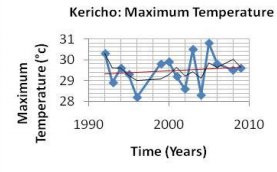 Kericho: Maximum Temperature
Maximum
Temperature (°c)
31
30
29
28
1990
2000
2010
Time (Years)